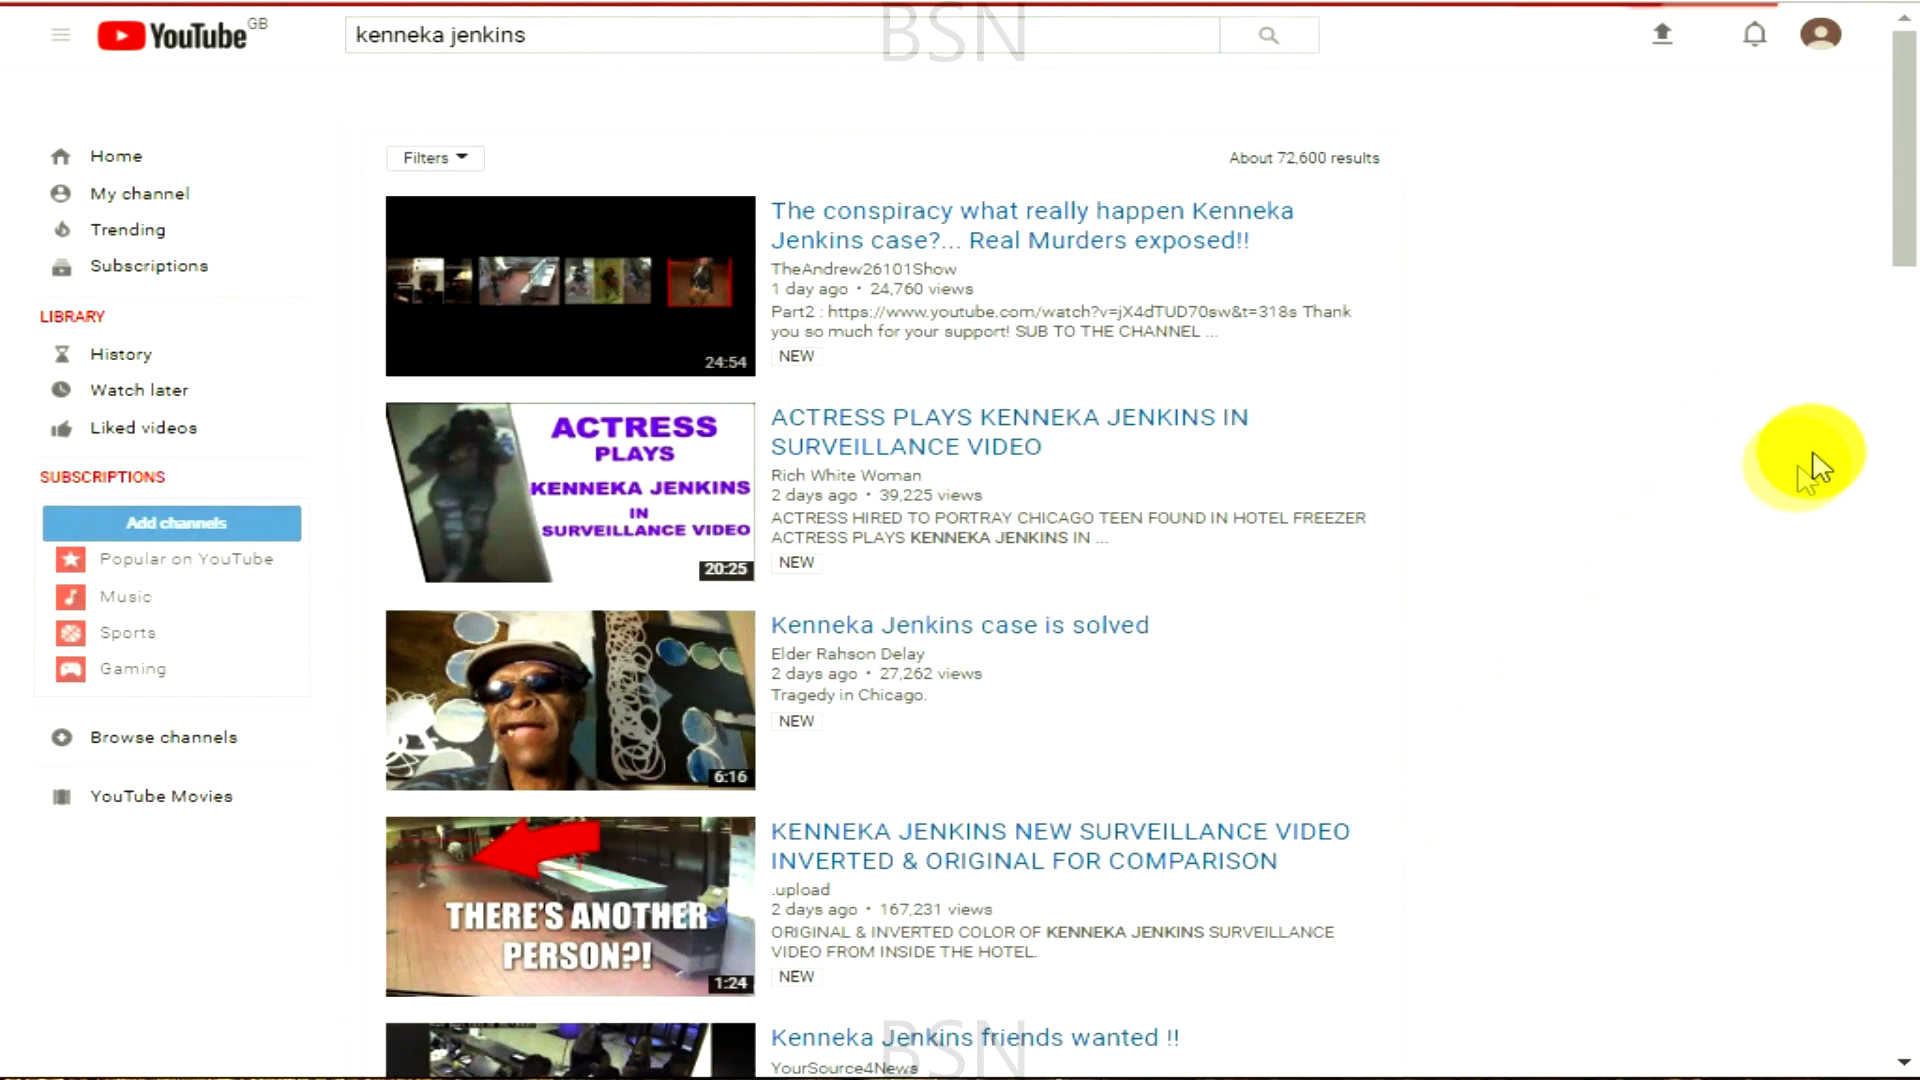 BSN
YouTube GB
kenneka jenkins
Home
My channel
Trending
Subscriptions
LIBRARY
History
Watch later
Liked videos
SUBSCRIPTIONS
Add channels
Popular on YouTube
Music
Sports
Gaming
Browse channels
YouTube Movies
Filters
About 72,600 results
24:54
The conspiracy what really happen Kenneka
Jenkins case?... Real Murders exposed!!
TheAndrew26101Show
1 day ago • 24,760 views
Part2 : https://www.youtube.com/watch?v=jX4dTUD70sw&t=318s Thank
you so much for your support! SUB TO THE CHANNEL ...
NEW
ACTRESS
PLAYS
KENNEKA JENKINS
IN
SURVEILLANCE VIDEO
20:25
ACTRESS PLAYS KENNEKA JENKINS IN
SURVEILLANCE VIDEO
Rich White Woman
2 days ago • 39,225 views
ACTRESS HIRED TO PORTRAY CHICAGO TEEN FOUND IN HOTEL FREEZER
ACTRESS PLAYS KENNEKA JENKINS IN ...
NEW
6:16
Kenneka Jenkins case is solved
Elder Rahson Delay
2 days ago • 27,262 views
Tragedy in Chicago.
NEW
THERE'S ANOTHER
PERSON?!
1:24
KENNEKA JENKINS NEW SURVEILLANCE VIDEO
INVERTED & ORIGINAL FOR COMPARISON
.upload
2 days ago • 167,231 views
ORIGINAL & INVERTED COLOR OF KENNEKA JENKINS SURVEILLANCE
VIDEO FROM INSIDE THE HOTEL.
NEW
Kenneka Jenkins friends wanted !!
YourSource4News
BSN